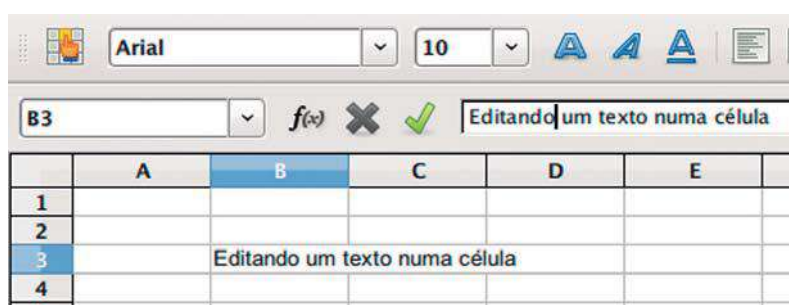 Arial 10 A A A
B3 f(x) Editando um texto numa célula
A B C D E
1
2
3 Editando um texto numa célula
4